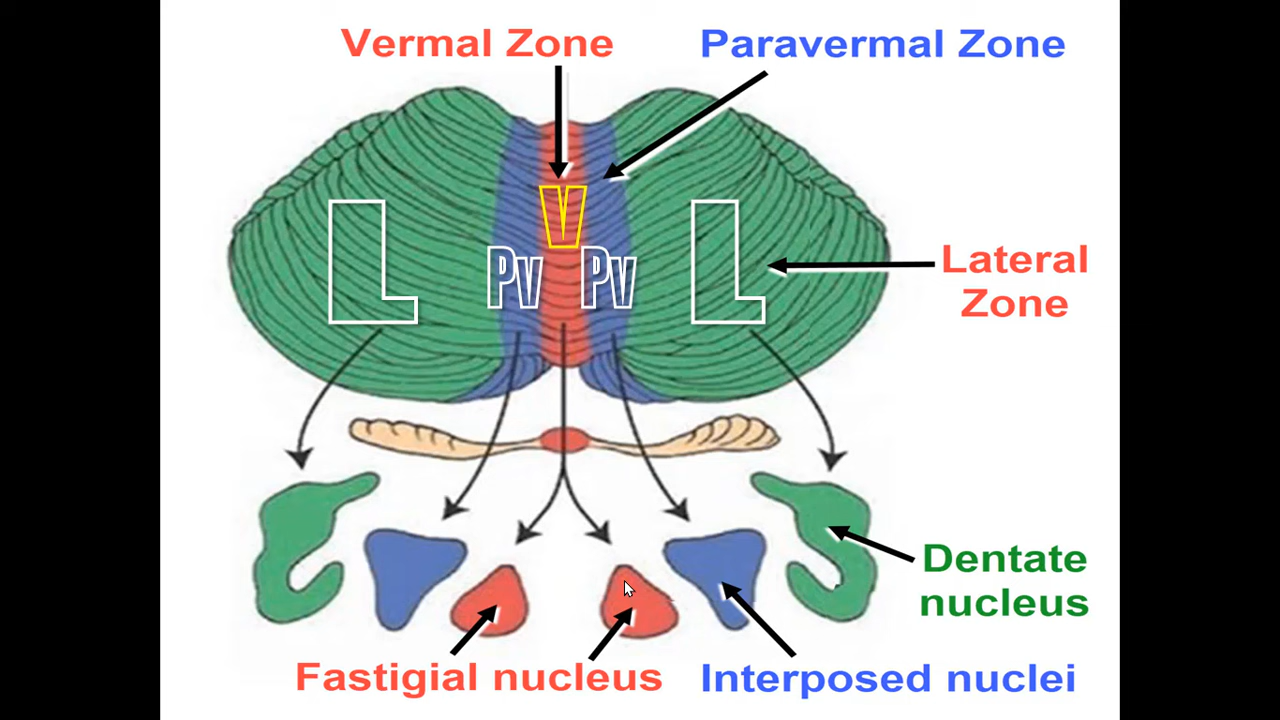 Vermal Zone
Paravermal Zone
V
L
L
Pv
Pv
Lateral
Zone
Dentate
nucleus
Fastigial nucleus
Interposed nuclei